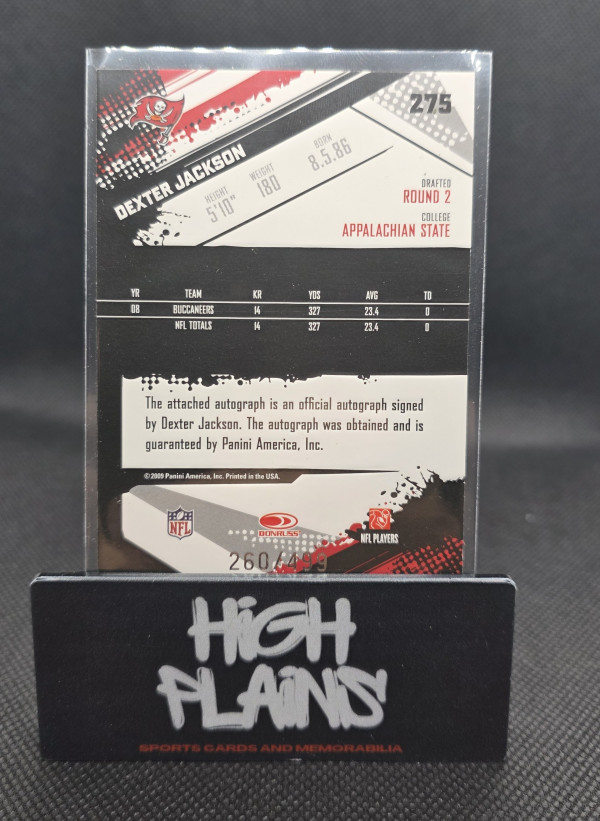 275
DEXTER JACKSON
HEIGHT WEIGHT BORN
5'10" 180 8.5.86
DRAFTED
ROUND 2
COLLEGE
APPALACHIAN STATE
YR TEAM KR YDS AVG TD
08 BUCCANEERS 14 327 23.4 0
NFL TOTALS 14 327 23.4 0
The attached autograph is an official autograph signed
by Dexter Jackson. The autograph was obtained and is
guaranteed by Panini America, Inc.
© 2009 Panini America, Inc. Printed in the USA.
NFL DONRUSS NFL PLAYERS
260/499
HiGH
PLAiNS
SPORTS CARDS AND MEMORABILIA